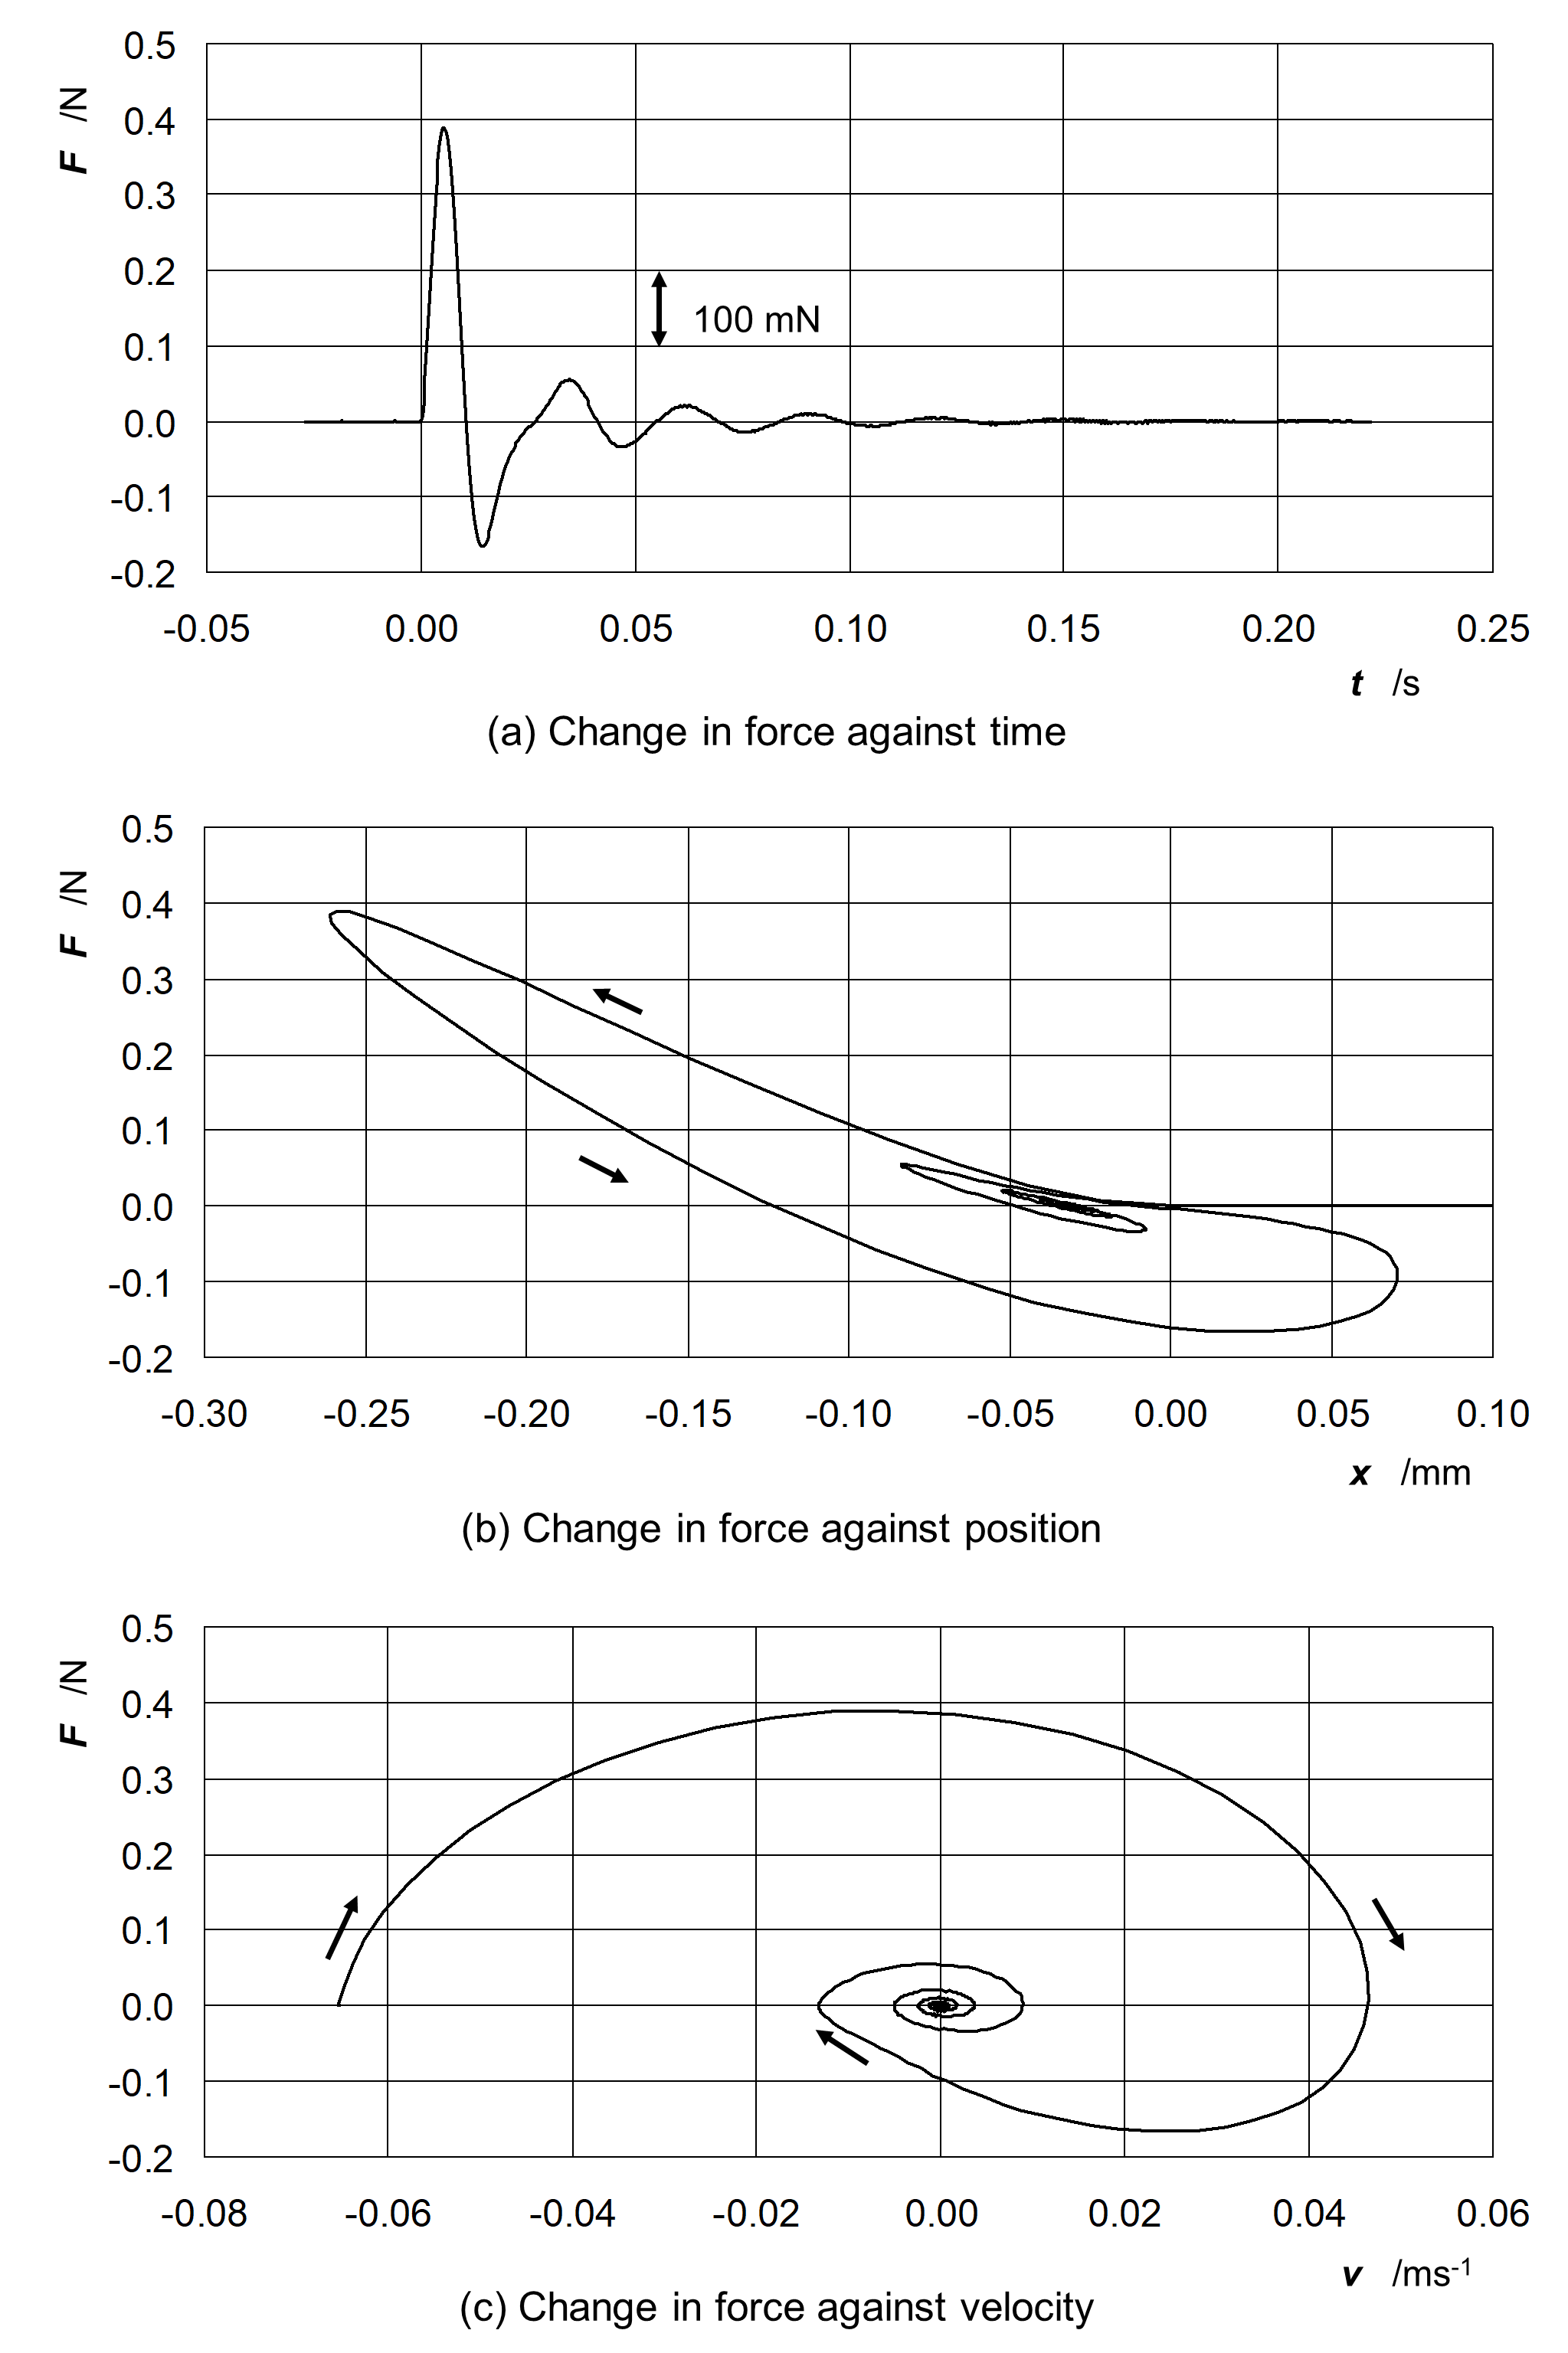 0.5
0.4
0.3
0.2
0.1
0.0
-0.1
-0.2
F /N
100 mN
-0.05 0.00 0.05 0.10 0.15 0.20 0.25
t /s
(a) Change in force against time
0.5
0.4
0.3
0.2
0.1
0.0
-0.1
-0.2
F /N
-0.30 -0.25 -0.20 -0.15 -0.10 -0.05 0.00 0.05 0.10
x /mm
(b) Change in force against position
0.5
0.4
0.3
0.2
0.1
0.0
-0.1
-0.2
F /N
-0.08 -0.06 -0.04 -0.02 0.00 0.02 0.04 0.06
v /ms-1
(c) Change in force against velocity